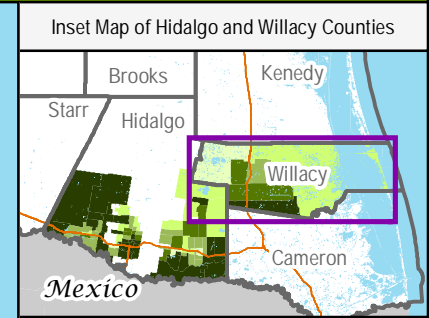 Inset Map of Hidalgo and Willacy Counties
Brooks
Kenedy
Starr
Hidalgo
Willacy
Cameron
Mexico